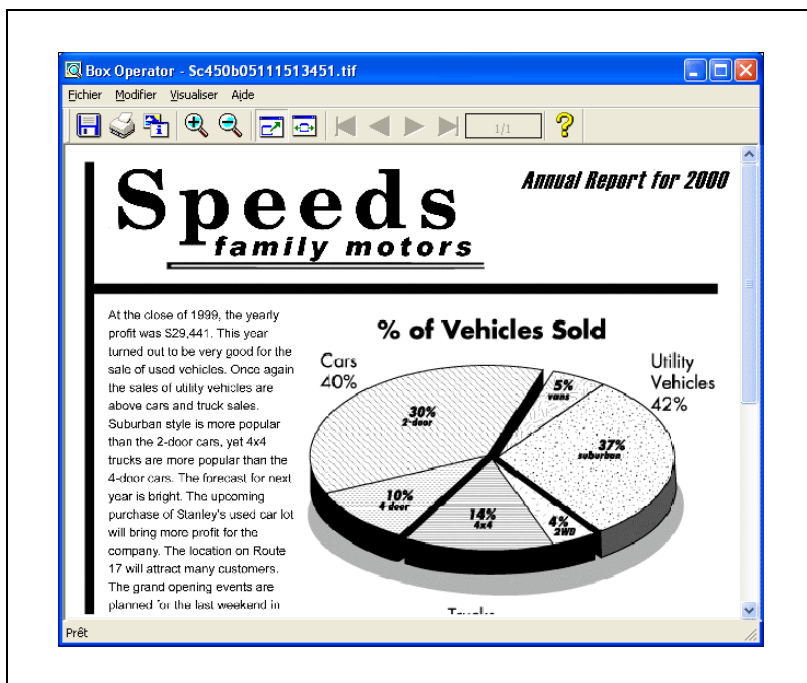 Box Operator - Sc450b05111513451.tif
Fichier Modifier Visualiser Aide
1/1
Speeds
family motors
Annual Report for 2000
At the close of 1999, the yearly
profit was $29,441. This year
turned out to be very good for the
sale of used vehicles. Once again
the sales of utility vehicles are
above cars and truck sales.
Suburban style is more popular
than the 2-door cars, yet 4x4
trucks are more popular than the
4-door cars. The forecast for next
year is bright. The upcoming
purchase of Stanley's used car lot
will bring more profit for the
company. The location on Route
17 will attract many customers.
The grand opening events are
planned for the last weekend in
% of Vehicles Sold
Cars
40%
Utility
Vehicles
42%
5%
vans
30%
2-door
37%
suburban
10%
4 door
14%
4x4
4%
2WD
Trucks
Prêt